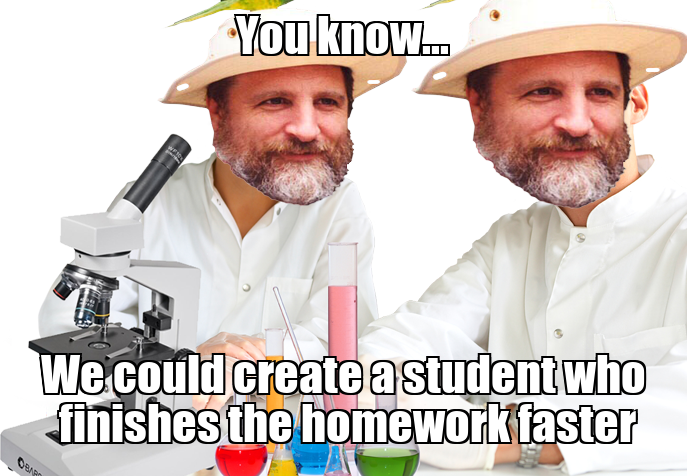 You know...
We could create a student who
finishes the homework faster